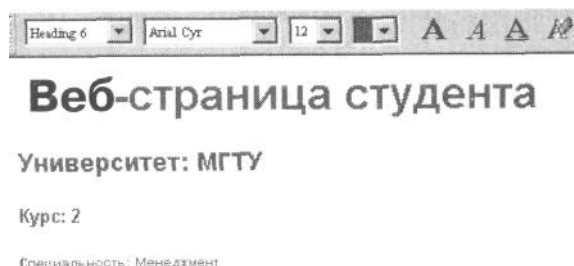 Heading 6 Arial Cyr 12 A A A
Веб-страница студента
Университет: МГТУ
Курс: 2
Специальность: Менеджмент